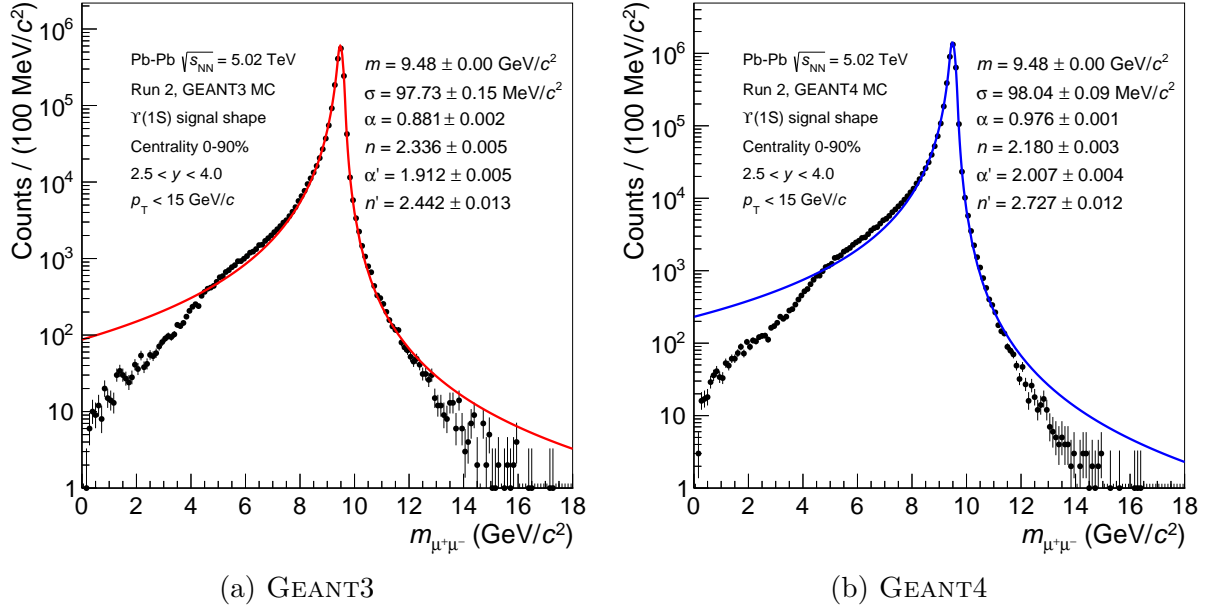 Counts / (100 MeV/c²)
10⁶
10⁵
10⁴
10³
10²
10
1
Pb-Pb √sNN = 5.02 TeV
Run 2, GEANT3 MC
ϒ(1S) signal shape
Centrality 0-90%
2.5 < y < 4.0
pT < 15 GeV/c
m = 9.48 ± 0.00 GeV/c²
σ = 97.73 ± 0.15 MeV/c²
α = 0.881 ± 0.002
n = 2.336 ± 0.005
α' = 1.912 ± 0.005
n' = 2.442 ± 0.013
0 2 4 6 8 10 12 14 16 18
mμ⁺μ⁻ (GeV/c²)
(a) GEANT3
Counts / (100 MeV/c²)
10⁶
10⁵
10⁴
10³
10²
10
1
Pb-Pb √sNN = 5.02 TeV
Run 2, GEANT4 MC
ϒ(1S) signal shape
Centrality 0-90%
2.5 < y < 4.0
pT < 15 GeV/c
m = 9.48 ± 0.00 GeV/c²
σ = 98.04 ± 0.09 MeV/c²
α = 0.976 ± 0.001
n = 2.180 ± 0.003
α' = 2.007 ± 0.004
n' = 2.727 ± 0.012
0 2 4 6 8 10 12 14 16 18
mμ⁺μ⁻ (GeV/c²)
(b) GEANT4